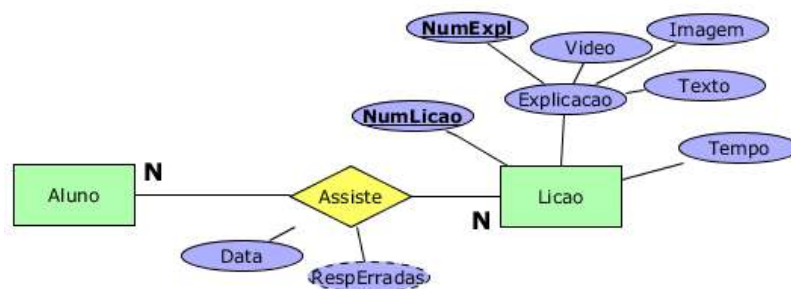 NumExpl
Video
Imagem
Explicacao
Texto
NumLicao
Tempo
N
Aluno
Assiste
Licao
N
Data
RespErradas